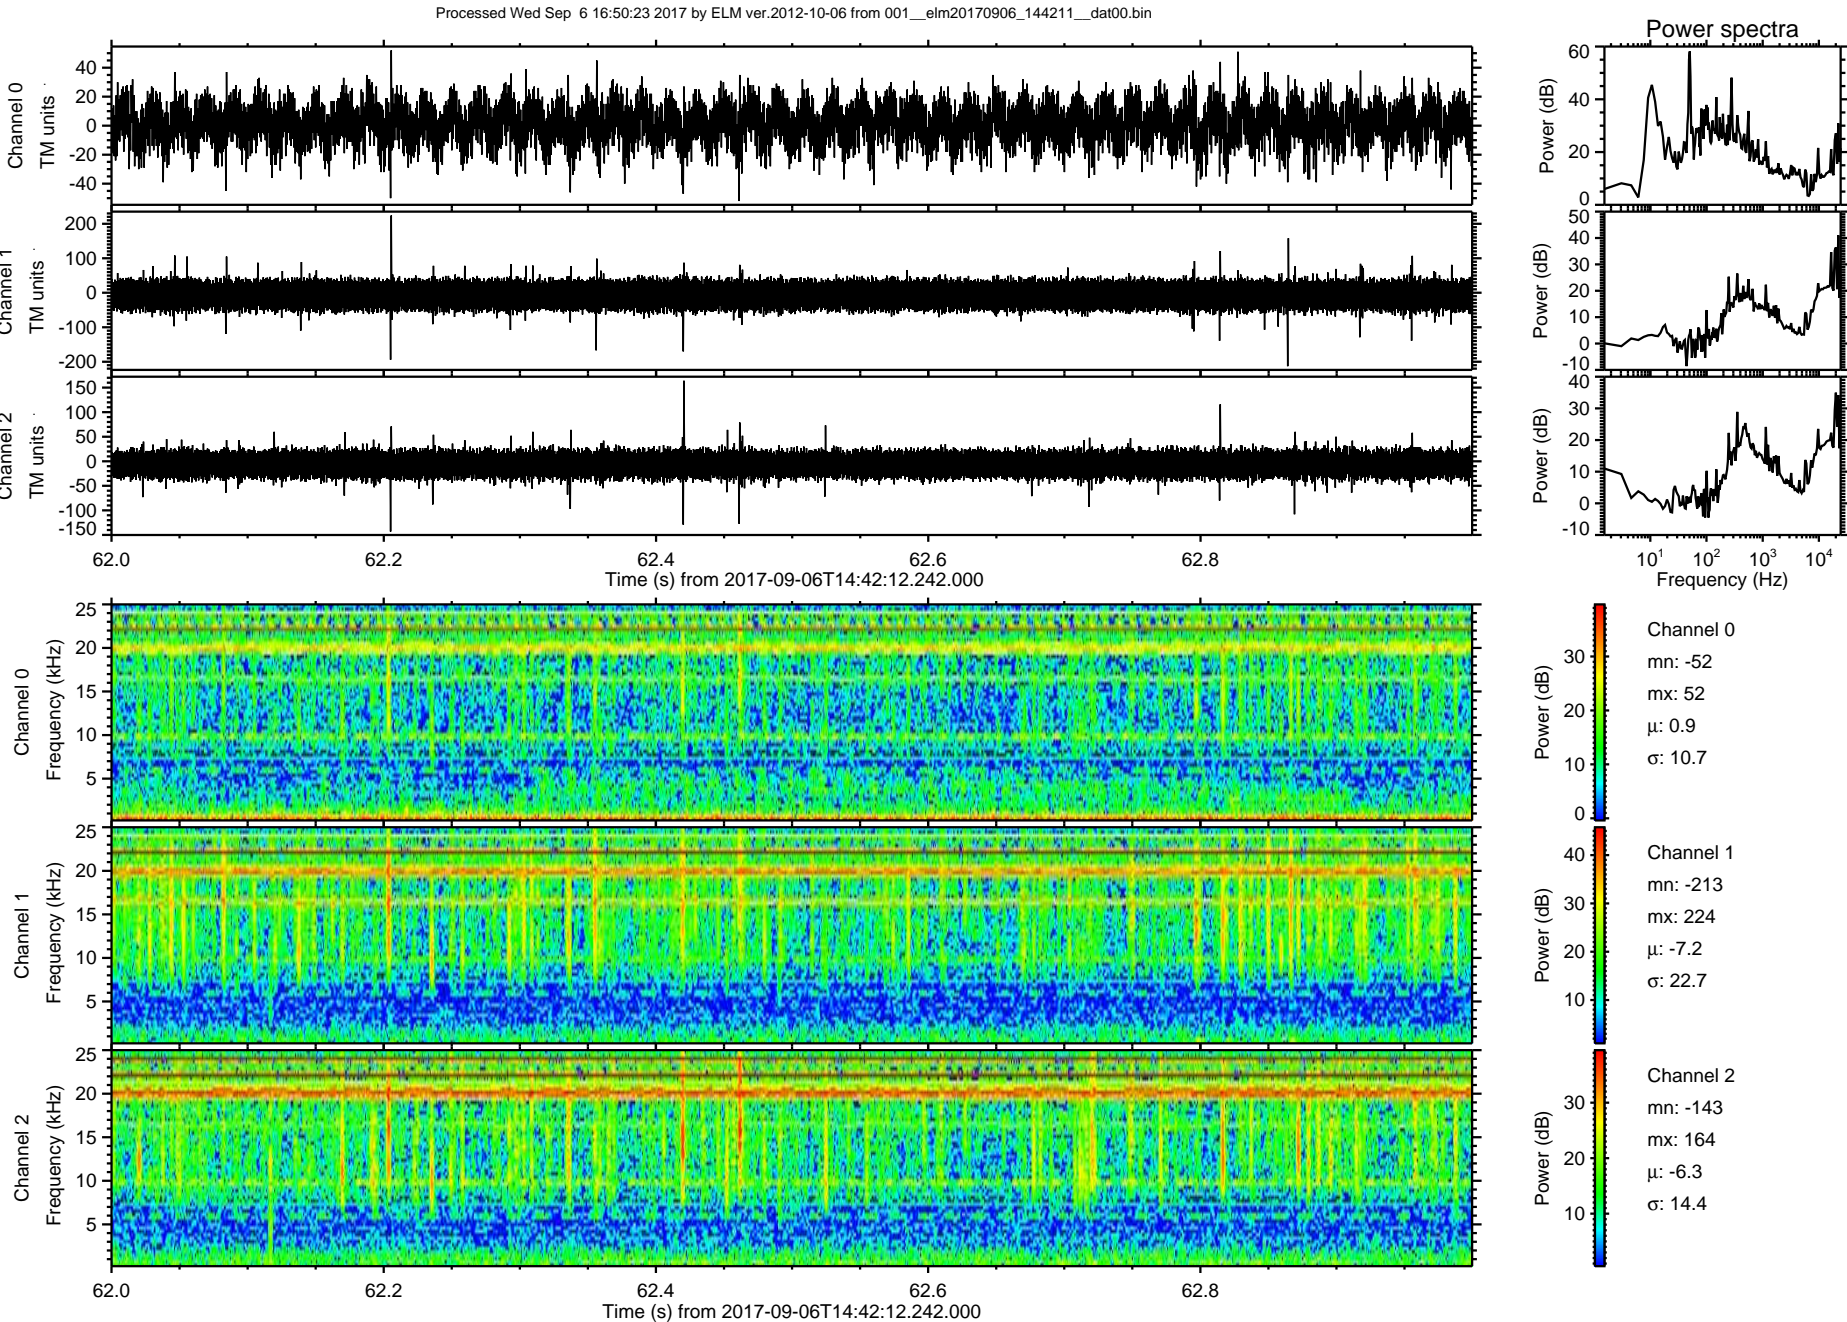 Processed Wed Sep  6 16:50:23 2017 by ELM ver.2012-10-06 from 001__elm20170906_144211__dat00.bin
Power spectra
Channel 0
TM units
40
20
0
-20
-40
Power (dB)
60
40
20
0
Channel 1
TM units
200
100
0
-100
-200
Power (dB)
50
40
30
20
10
0
-10
Channel 2
TM units
150
100
50
0
-50
-100
-150
Power (dB)
40
30
20
10
0
-10
62.0 62.2 62.4 62.6 62.8
Time (s) from 2017-09-06T14:42:12.242.000
10¹ 10² 10³ 10⁴
Frequency (Hz)
Channel 0
Frequency (kHz)
25
20
15
10
5
Power (dB)
30
20
10
0
Channel 0
mn: -52
mx: 52
μ: 0.9
σ: 10.7
Channel 1
Frequency (kHz)
25
20
15
10
5
Power (dB)
40
30
20
10
Channel 1
mn: -213
mx: 224
μ: -7.2
σ: 22.7
Channel 2
Frequency (kHz)
25
20
15
10
5
Power (dB)
30
20
10
Channel 2
mn: -143
mx: 164
μ: -6.3
σ: 14.4
62.0 62.2 62.4 62.6 62.8
Time (s) from 2017-09-06T14:42:12.242.000